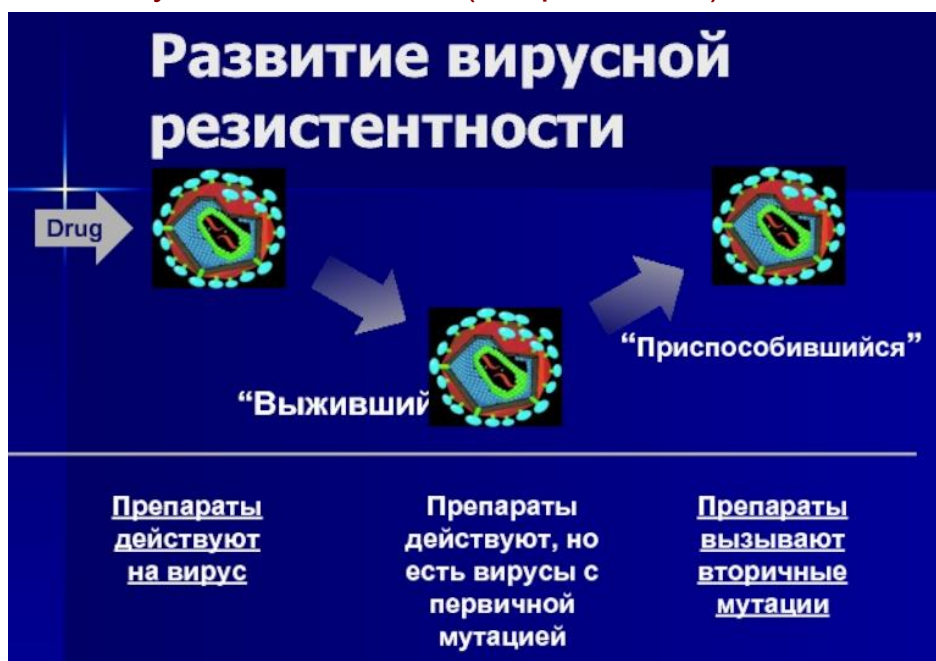 Развитие вирусной
резистентности
Drug
“Выживший
“Приспособившийся”
Препараты
действуют
на вирус
Препараты
действуют, но
есть вирусы с
первичной
мутацией
Препараты
вызывают
вторичные
мутации